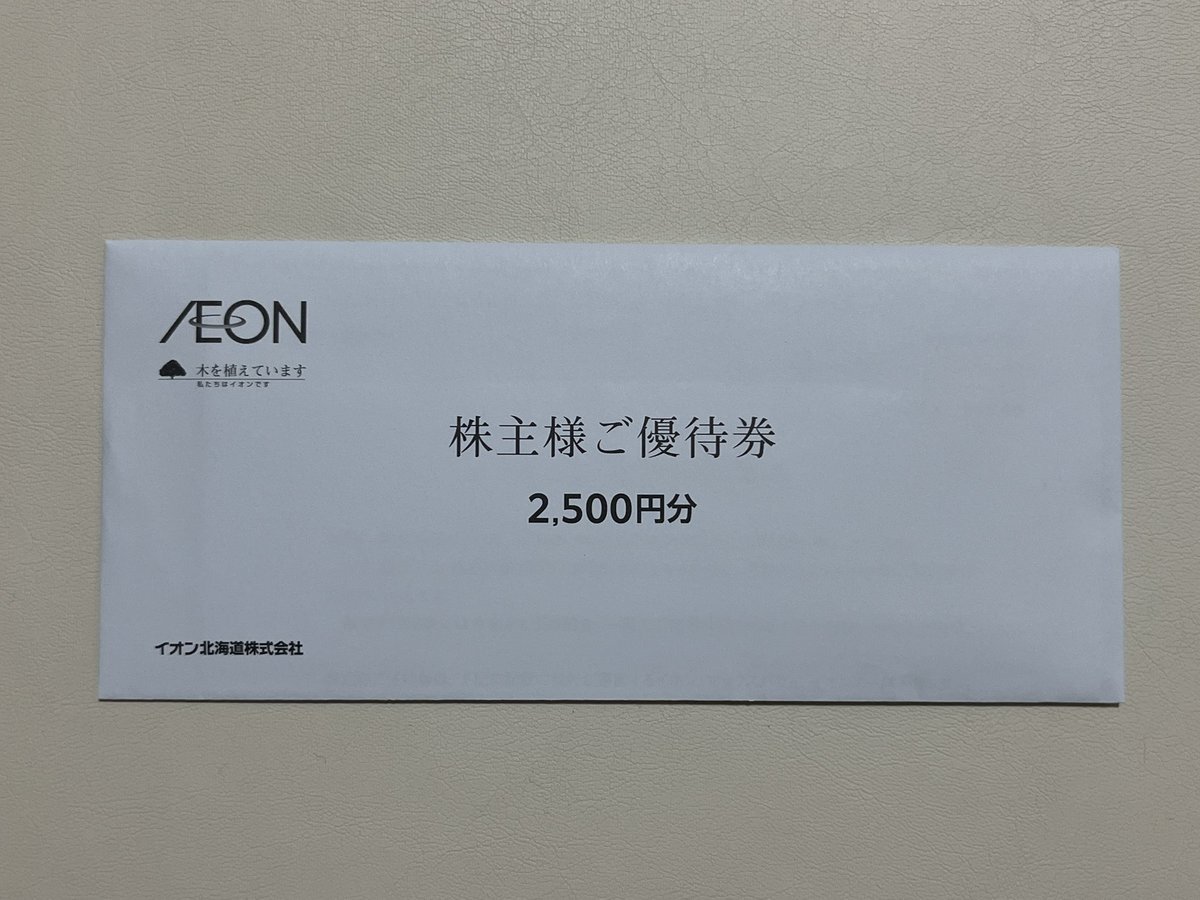 ÆON
木を植えています
私たちはイオンです
株主様ご優待券
2,500円分
イオン北海道株式会社